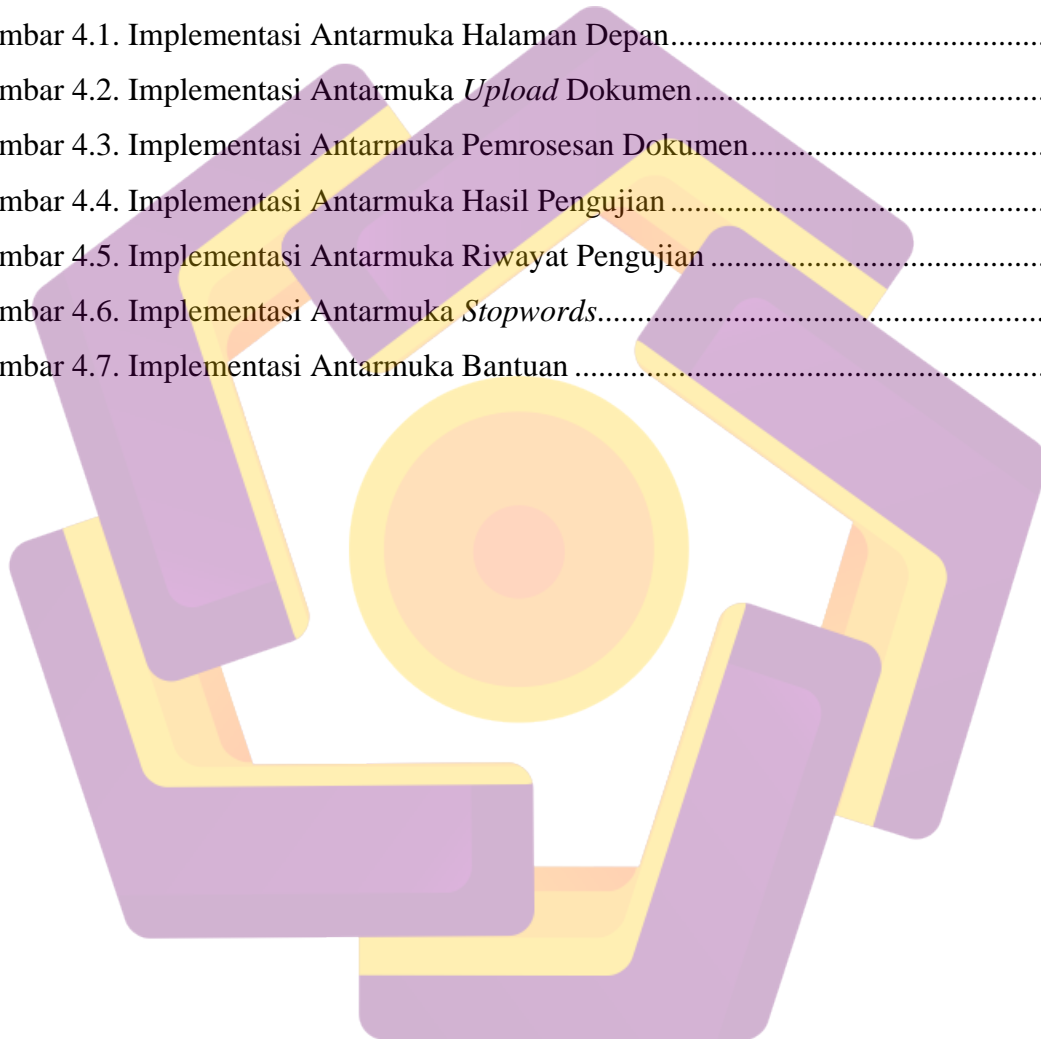 mbar 4.1. Implementasi Antarmuka Halaman Depan..........................................
mbar 4.2. Implementasi Antarmuka Upload Dokumen.......................................
mbar 4.3. Implementasi Antarmuka Pemrosesan Dokumen................................
mbar 4.4. Implementasi Antarmuka Hasil Pengujian ..........................................
mbar 4.5. Implementasi Antarmuka Riwayat Pengujian .....................................
mbar 4.6. Implementasi Antarmuka Stopwords..................................................
mbar 4.7. Implementasi Antarmuka Bantuan .....................................................